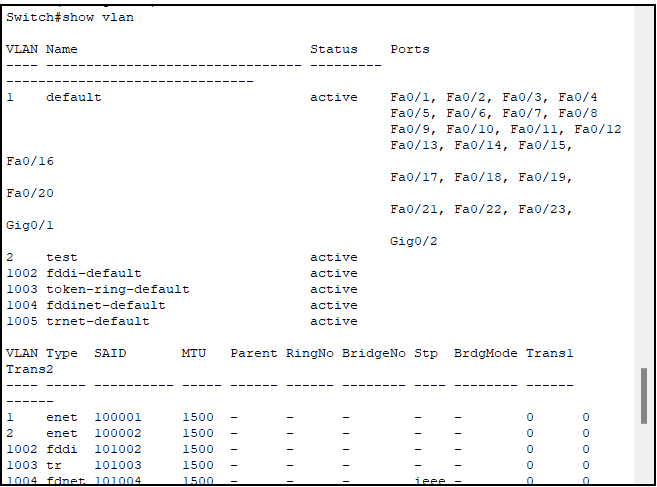 Switch#show vlan
VLAN Name                             Status    Ports
---- -------------------------------- ---------
-------------------------------
1    default                          active    Fa0/1, Fa0/2, Fa0/3, Fa0/4
                                                Fa0/5, Fa0/6, Fa0/7, Fa0/8
                                                Fa0/9, Fa0/10, Fa0/11, Fa0/12
                                                Fa0/13, Fa0/14, Fa0/15,
Fa0/16
                                                Fa0/17, Fa0/18, Fa0/19,
Fa0/20
                                                Fa0/21, Fa0/22, Fa0/23,
Gig0/1
                                                Gig0/2
2    test                             active
1002 fddi-default                     active
1003 token-ring-default               active
1004 fddinet-default                  active
1005 trnet-default                    active
VLAN Type  SAID       MTU   Parent RingNo BridgeNo Stp  BrdgMode Trans1
Trans2
---- ----- ---------- ----- ------ ------ -------- ---- -------- ------
------
1    enet  100001     1500  -      -      -        -    -        0      0
2    enet  100002     1500  -      -      -        -    -        0      0
1002 fddi  101002     1500  -      -      -        -    -        0      0
1003 tr    101003     1500  -      -      -        -    -        0      0
1004 fdnet 101004     1500  -      -      -        ieee -        0      0